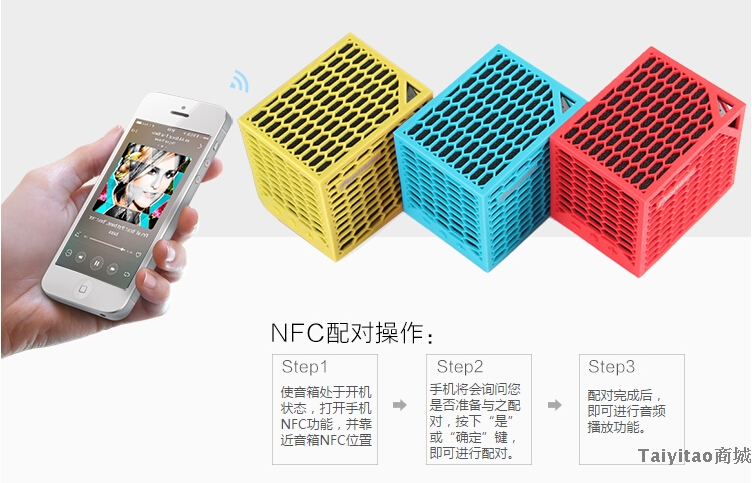 NFC配对操作：
Step1
使音箱处于开机
状态，打开手机
NFC功能，并靠
近音箱NFC位置
Step2
手机将会询问您
是否准备与之配
对，按下“是”
或“确定”键，
即可进行配对。
Step3
配对完成后，
即可进行音频
播放功能。
Taiyitao商城